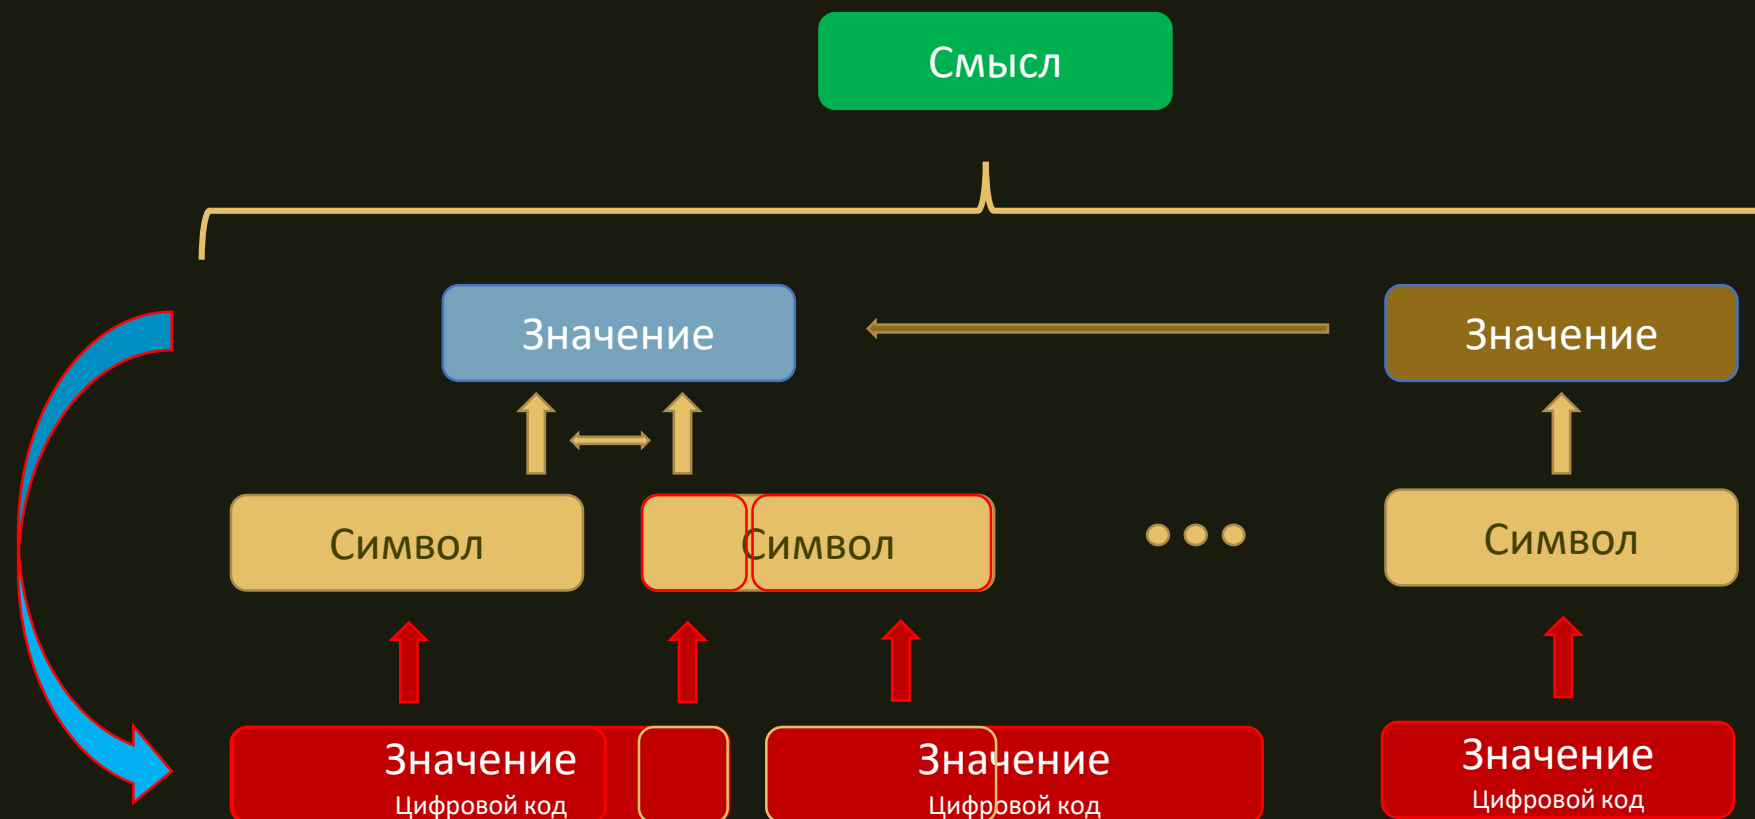 Смысл
Значение
Значение
Символ
Символ
Символ
Значение
Цифровой код
Значение
Цифровой код
Значение
Цифровой код